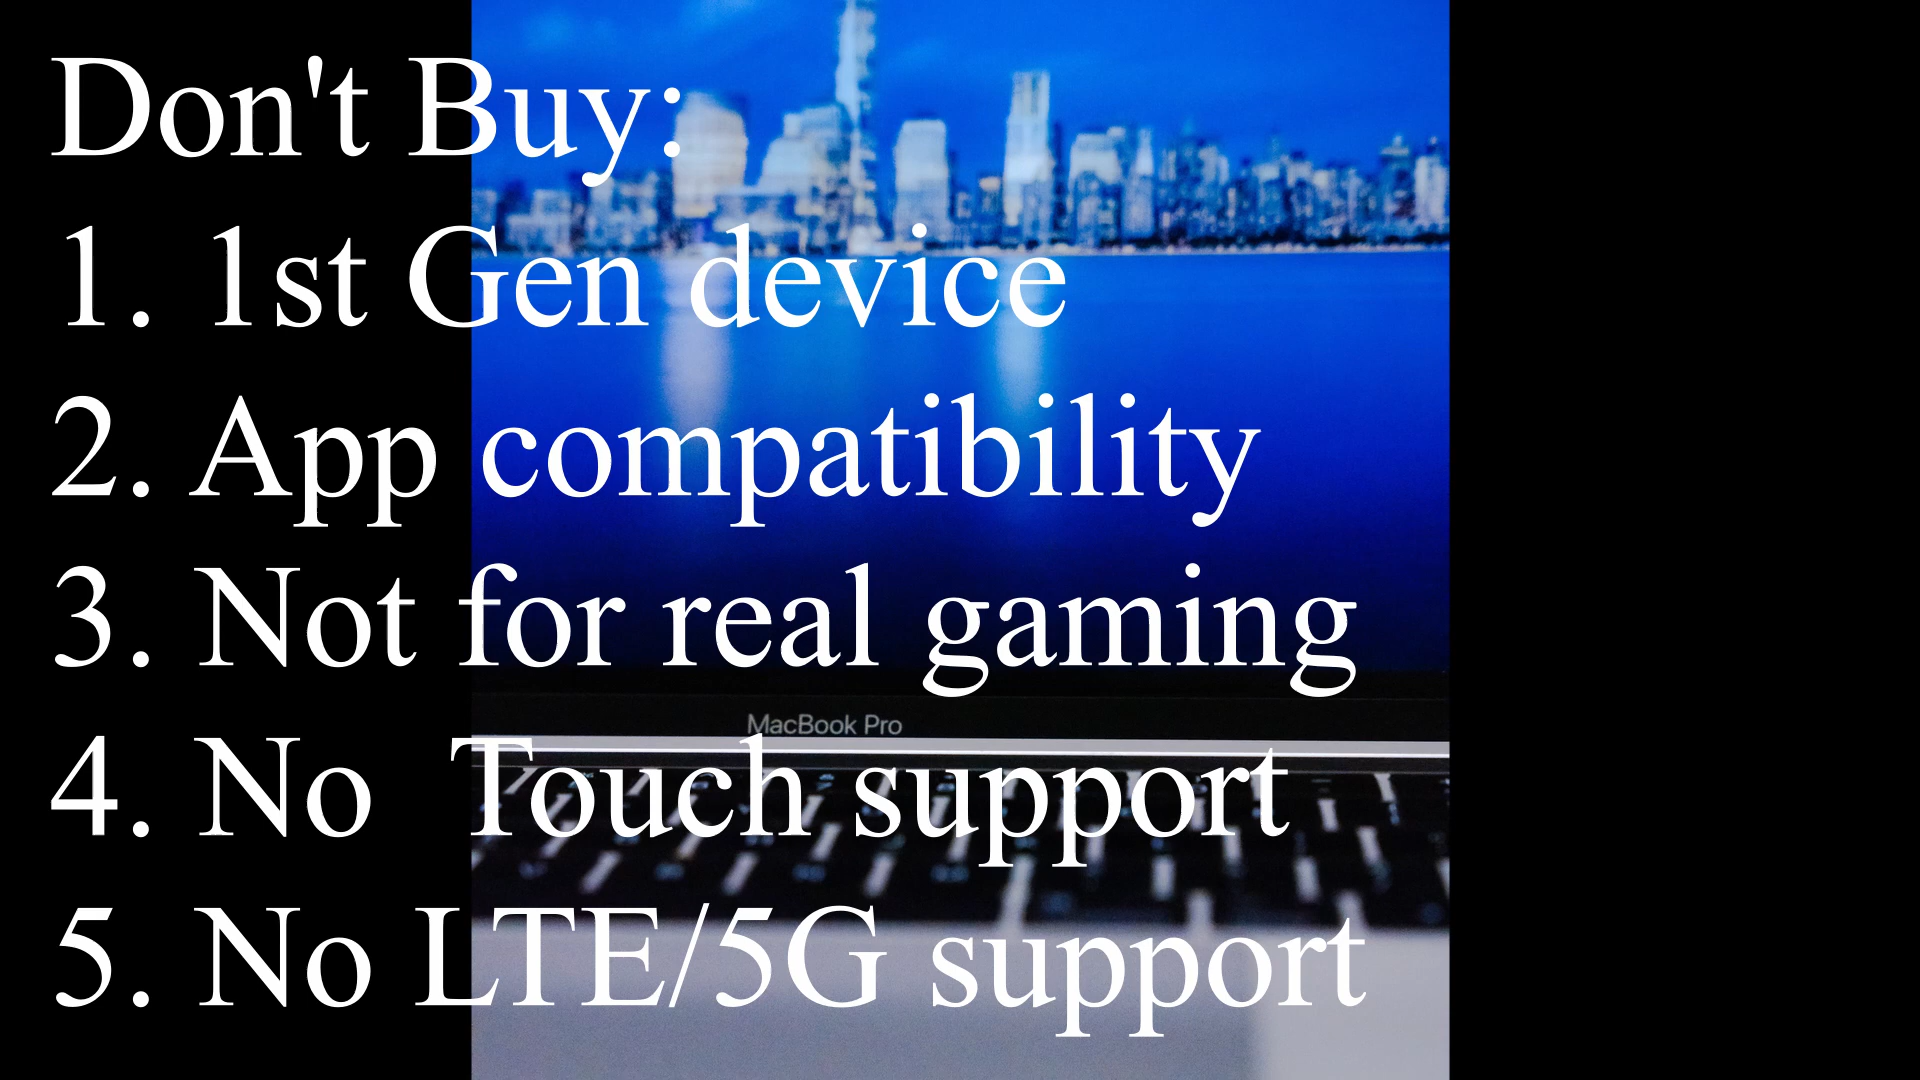 Don't Buy:
1. 1st Gen device
2. App compatibility
3. Not for real gaming
MacBook Pro
4. No Touch support
5. No LTE/5G support